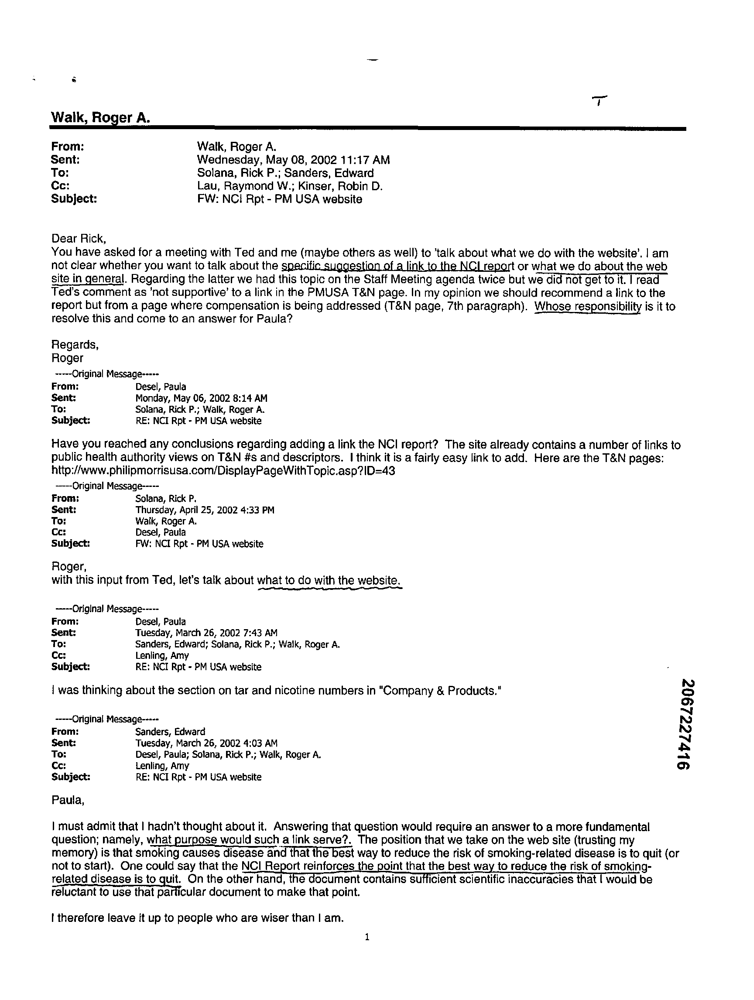 T
Walk, Roger A.
From: Walk, Roger A.
Sent: Wednesday, May 08, 2002 11:17 AM
To: Solana, Rick P.; Sanders, Edward
Cc: Lau, Raymond W.; Kinser, Robin D.
Subject: FW: NCI Rpt - PM USA website
Dear Rick,
You have asked for a meeting with Ted and me (maybe others as well) to 'talk about what we do with the website'. I am
not clear whether you want to talk about the specific suggestion of a link to the NCI report or what we do about the web
site in general. Regarding the latter we had this topic on the Staff Meeting agenda twice but we did not get to it. I read
Ted's comment as 'not supportive' to a link in the PMUSA T&N page. In my opinion we should recommend a link to the
report but from a page where compensation is being addressed (T&N page, 7th paragraph). Whose responsibility is it to
resolve this and come to an answer for Paula?
Regards,
Roger
-----Original Message-----
From: Desel, Paula
Sent: Monday, May 06, 2002 8:14 AM
To: Solana, Rick P.; Walk, Roger A.
Subject: RE: NCI Rpt - PM USA website
Have you reached any conclusions regarding adding a link the NCI report? The site already contains a number of links to
public health authority views on T&N #s and descriptors. I think it is a fairly easy link to add. Here are the T&N pages:
http://www.philipmorrisusa.com/DisplayPageWithTopic.asp?ID=43
-----Original Message-----
From: Solana, Rick P.
Sent: Thursday, April 25, 2002 4:33 PM
To: Walk, Roger A.
Cc: Desel, Paula
Subject: FW: NCI Rpt - PM USA website
Roger,
with this input from Ted, let's talk about what to do with the website.
-----Original Message-----
From: Desel, Paula
Sent: Tuesday, March 26, 2002 7:43 AM
To: Sanders, Edward; Solana, Rick P.; Walk, Roger A.
Cc: Lenling, Amy
Subject: RE: NCI Rpt - PM USA website
I was thinking about the section on tar and nicotine numbers in "Company & Products."
-----Original Message-----
From: Sanders, Edward
Sent: Tuesday, March 26, 2002 4:03 AM
To: Desel, Paula; Solana, Rick P.; Walk, Roger A.
Cc: Lenling, Amy
Subject: RE: NCI Rpt - PM USA website
Paula,
I must admit that I hadn't thought about it. Answering that question would require an answer to a more fundamental
question; namely, what purpose would such a link serve?. The position that we take on the web site (trusting my
memory) is that smoking causes disease and that the best way to reduce the risk of smoking-related disease is to quit (or
not to start). One could say that the NCI Report reinforces the point that the best way to reduce the risk of smoking-
related disease is to quit. On the other hand, the document contains sufficient scientific inaccuracies that I would be
reluctant to use that particular document to make that point.
I therefore leave it up to people who are wiser than I am.
1
2067227416